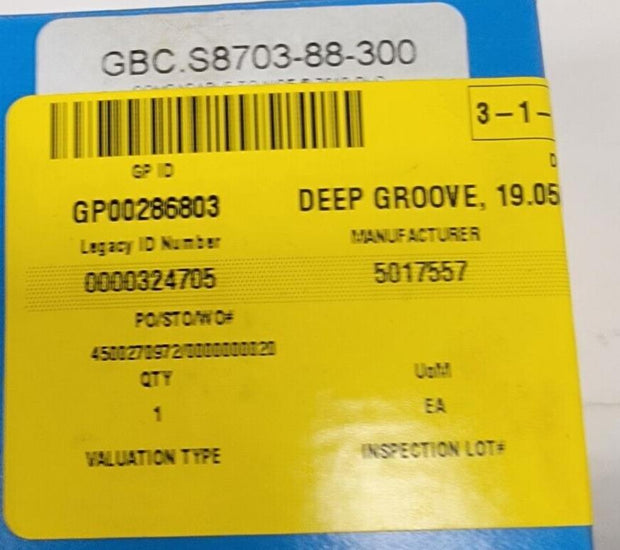 GBC.S8703-88-300
3-1-
GP ID
D
GP00286803
DEEP GROOVE, 19.05
Legacy ID Number
MANUFACTURER
0000324705
5017557
PO/STO/WO#
4500270972/0000000020
QTY
UoM
1
EA
VALUATION TYPE
INSPECTION LOT#